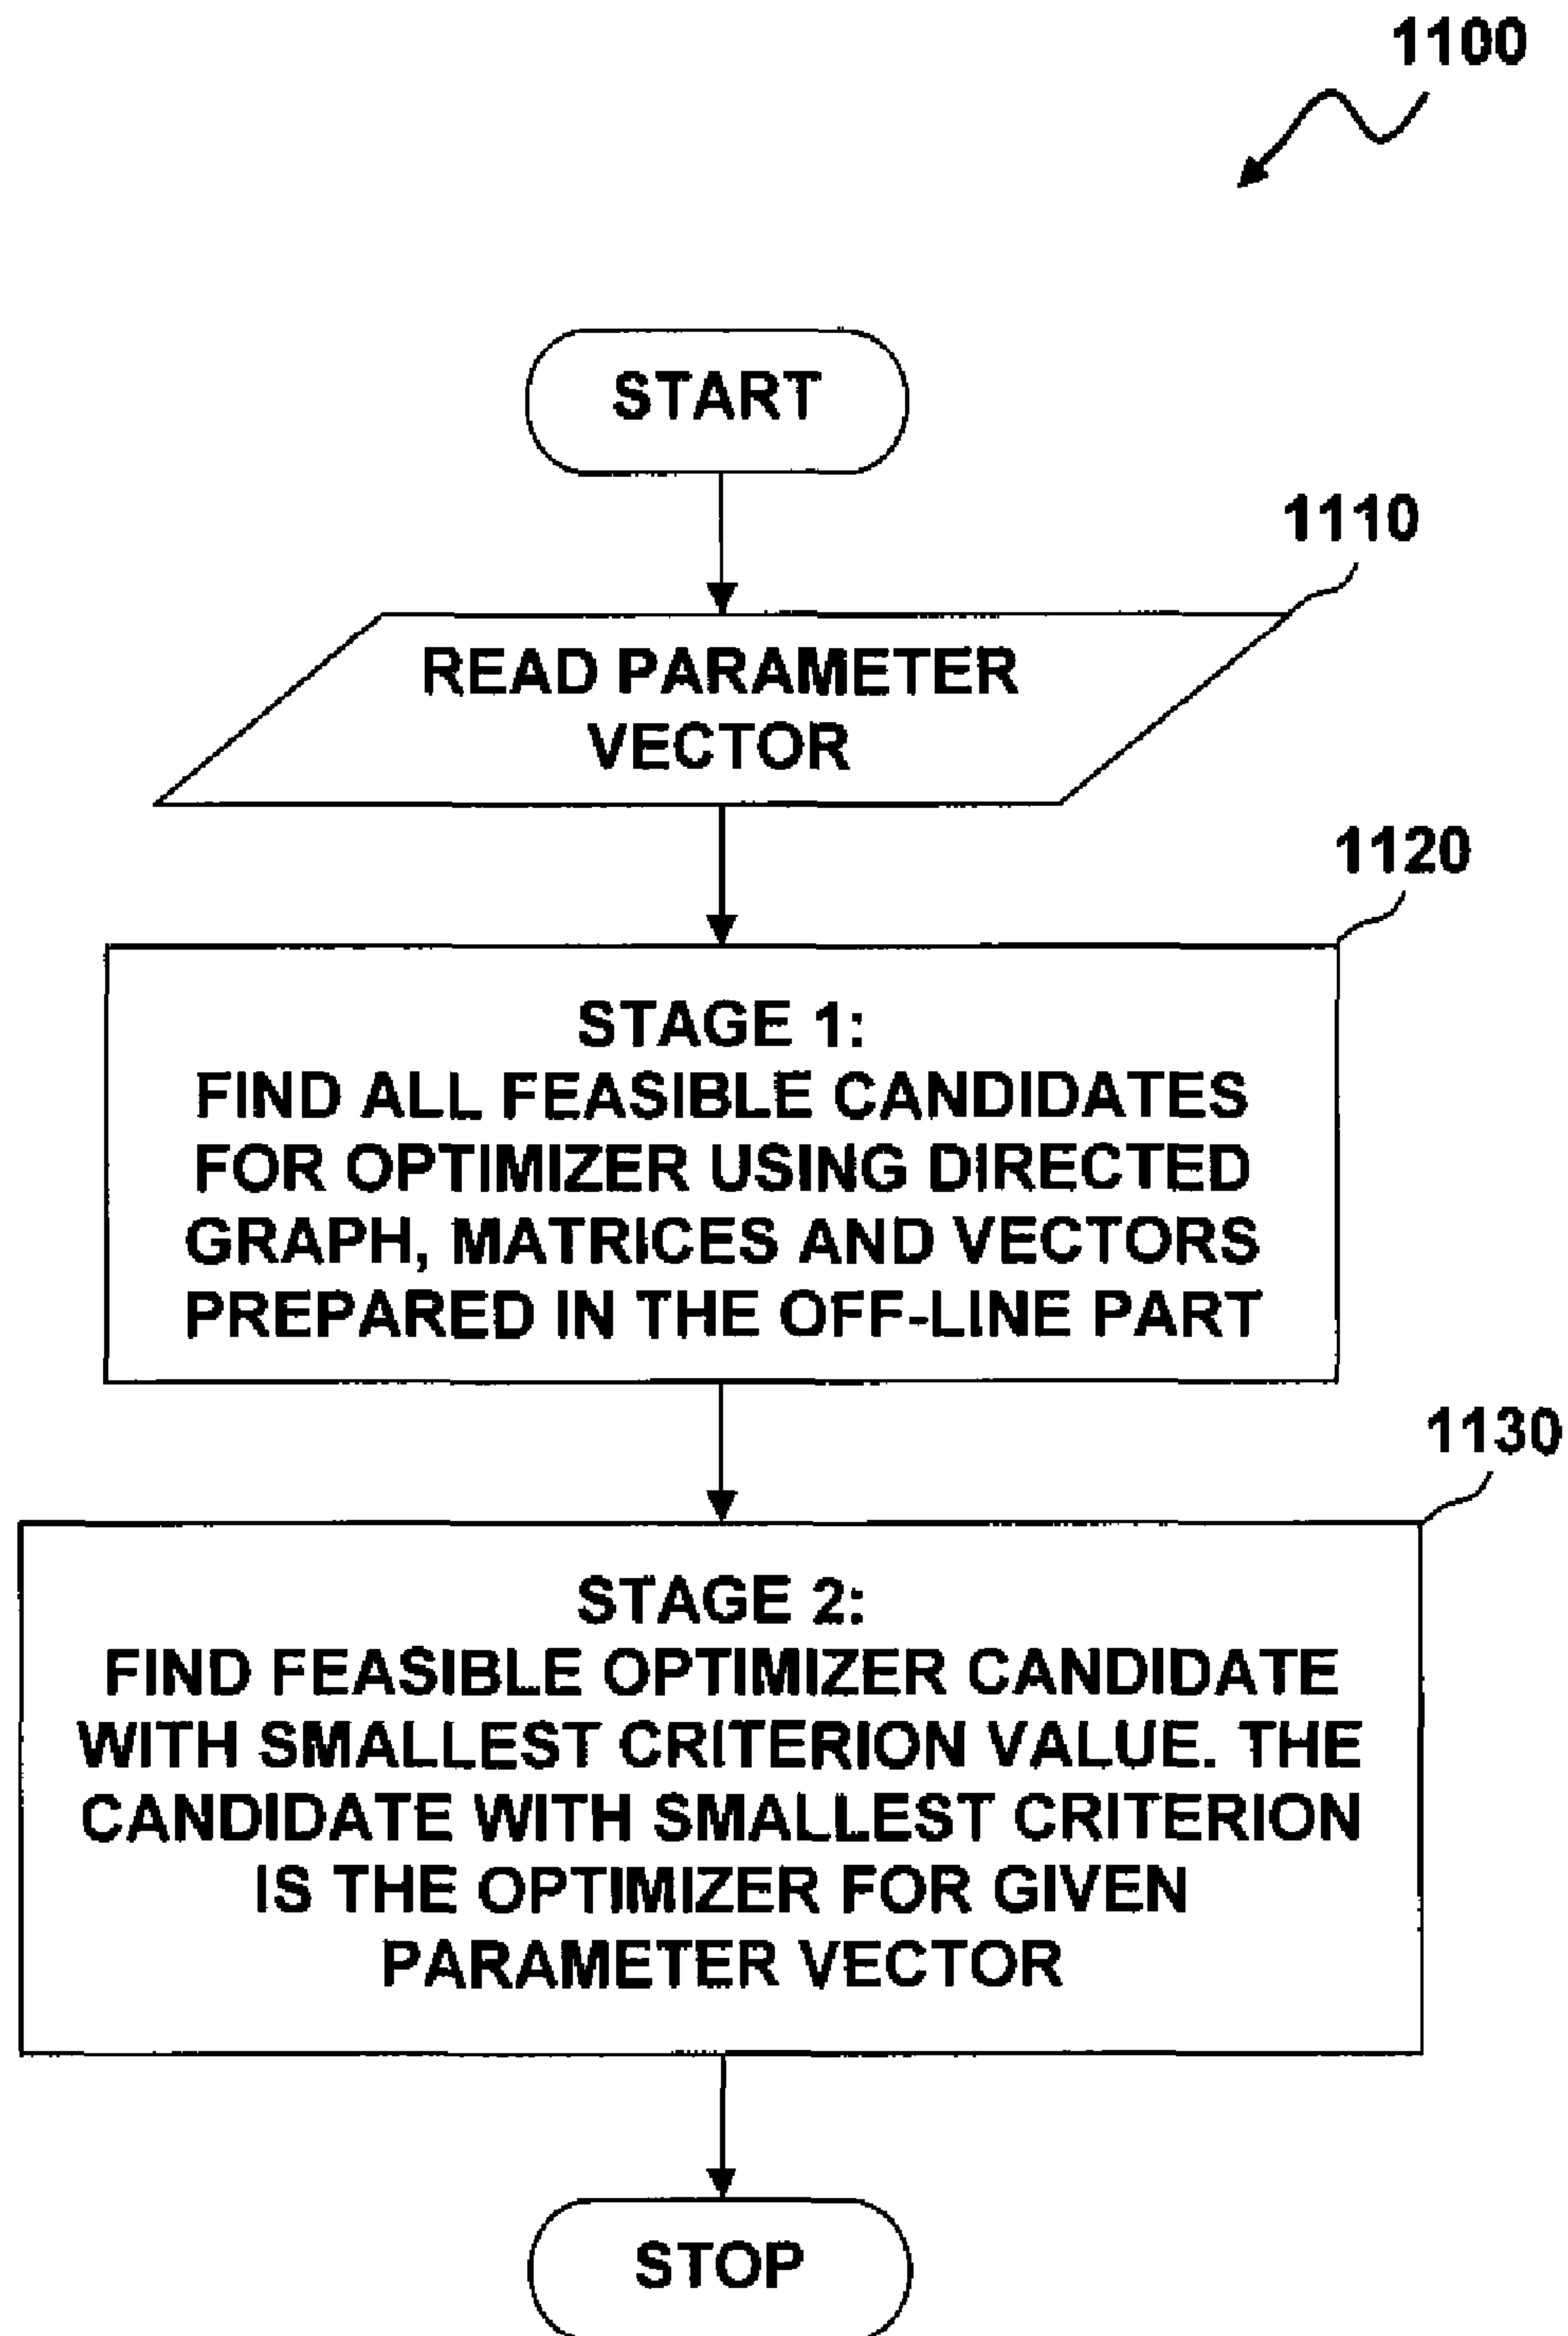 1100
START
1110
READ PARAMETER
VECTOR
1120
STAGE 1:
FIND ALL FEASIBLE CANDIDATES
FOR OPTIMIZER USING DIRECTED
GRAPH, MATRICES AND VECTORS
PREPARED IN THE OFF-LINE PART
1130
STAGE 2:
FIND FEASIBLE OPTIMIZER CANDIDATE
WITH SMALLEST CRITERION VALUE. THE
CANDIDATE WITH SMALLEST CRITERION
IS THE OPTIMIZER FOR GIVEN
PARAMETER VECTOR
STOP